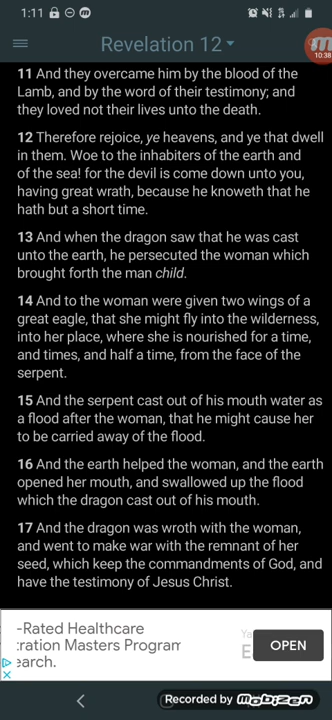 1:11
10:38
Revelation 12
11 And they overcame him by the blood of the
Lamb, and by the word of their testimony; and
they loved not their lives unto the death.
12 Therefore rejoice, ye heavens, and ye that dwell
in them. Woe to the inhabiters of the earth and
of the sea! for the devil is come down unto you,
having great wrath, because he knoweth that he
hath but a short time.
13 And when the dragon saw that he was cast
unto the earth, he persecuted the woman which
brought forth the man child.
14 And to the woman were given two wings of a
great eagle, that she might fly into the wilderness,
into her place, where she is nourished for a time,
and times, and half a time, from the face of the
serpent.
15 And the serpent cast out of his mouth water as
a flood after the woman, that he might cause her
to be carried away of the flood.
16 And the earth helped the woman, and the earth
opened her mouth, and swallowed up the flood
which the dragon cast out of his mouth.
17 And the dragon was wroth with the woman,
and went to make war with the remnant of her
seed, which keep the commandments of God, and
have the testimony of Jesus Christ.
-Rated Healthcare
tration Masters Program
earch.
Ya
E
OPEN
Recorded by Mobizen